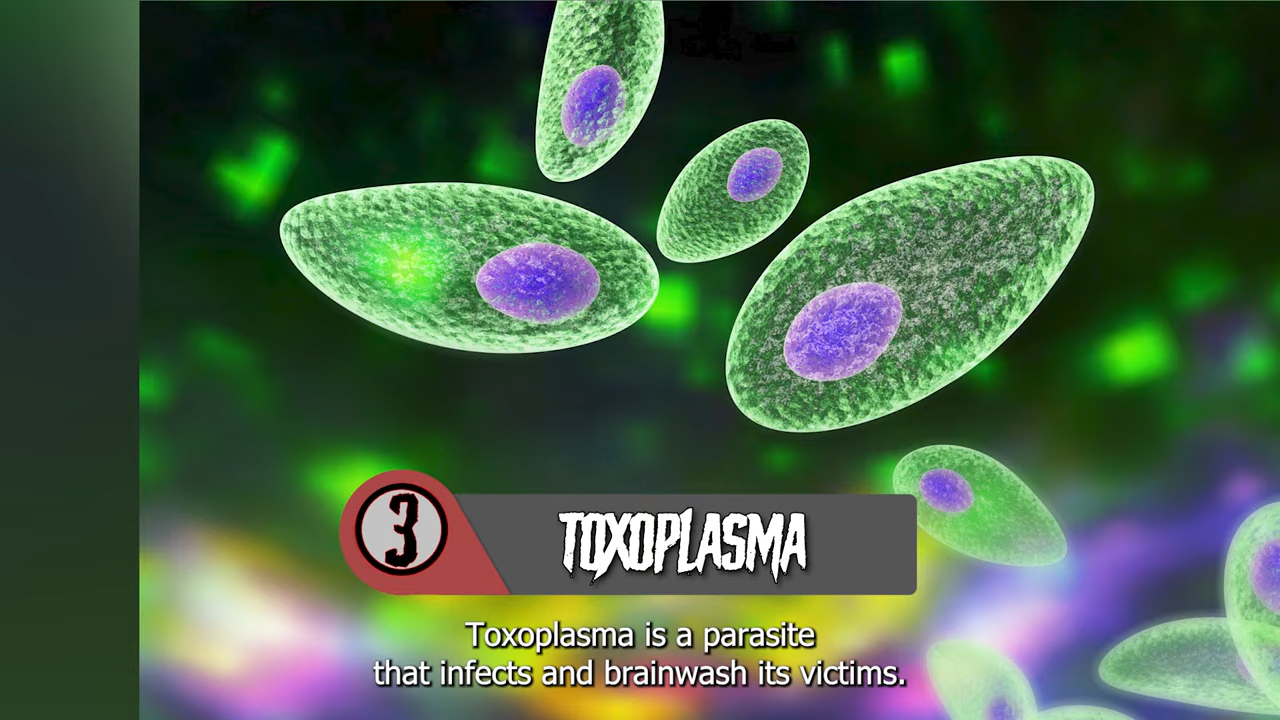 3
TOXOPLASMA
Toxoplasma is a parasite
that infects and brainwash its victims.